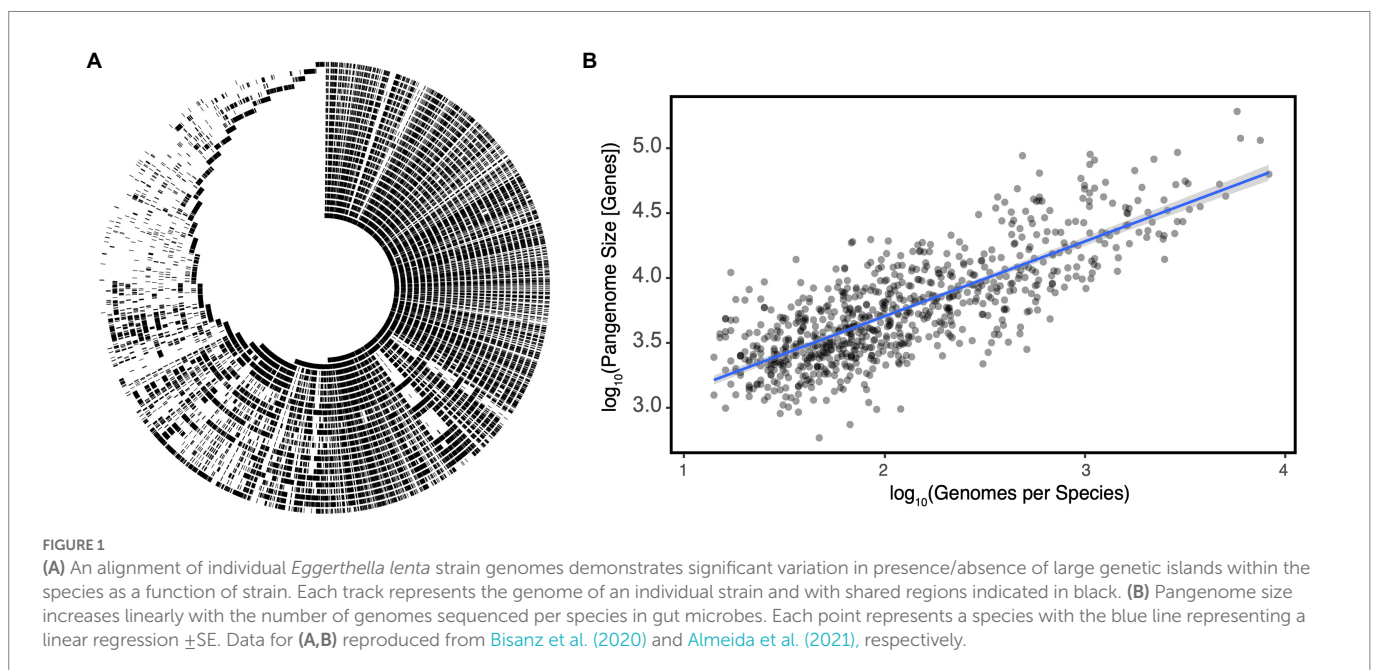 A
B
log10(Pangenome Size [Genes])
5.0
4.5
4.0
3.5
3.0
1
2
3
4
log10(Genomes per Species)
FIGURE 1
(A) An alignment of individual Eggerthella lenta strain genomes demonstrates significant variation in presence/absence of large genetic islands within the
species as a function of strain. Each track represents the genome of an individual strain and with shared regions indicated in black. (B) Pangenome size
increases linearly with the number of genomes sequenced per species in gut microbes. Each point represents a species with the blue line representing a
linear regression ±SE. Data for (A,B) reproduced from Bisanz et al. (2020) and Almeida et al. (2021), respectively.